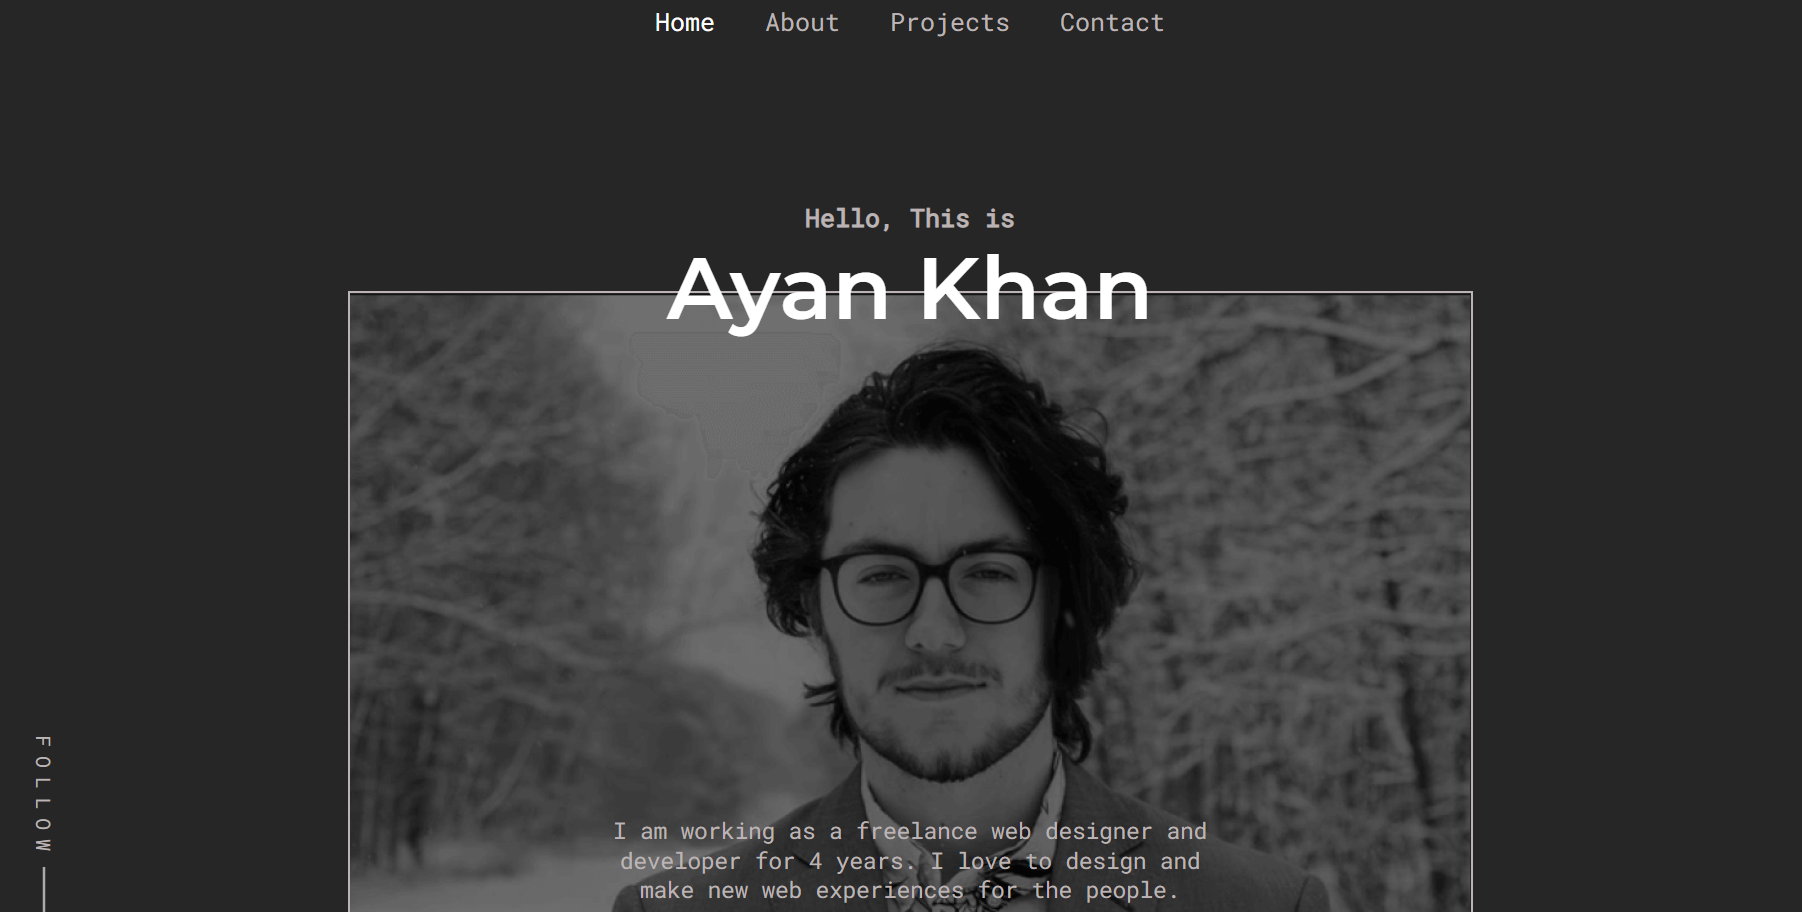 Home About Projects Contact
Hello, This is
Ayan Khan
I am working as a freelance web designer and
developer for 4 years. I love to design and
make new web experiences for the people.
FOLLOW